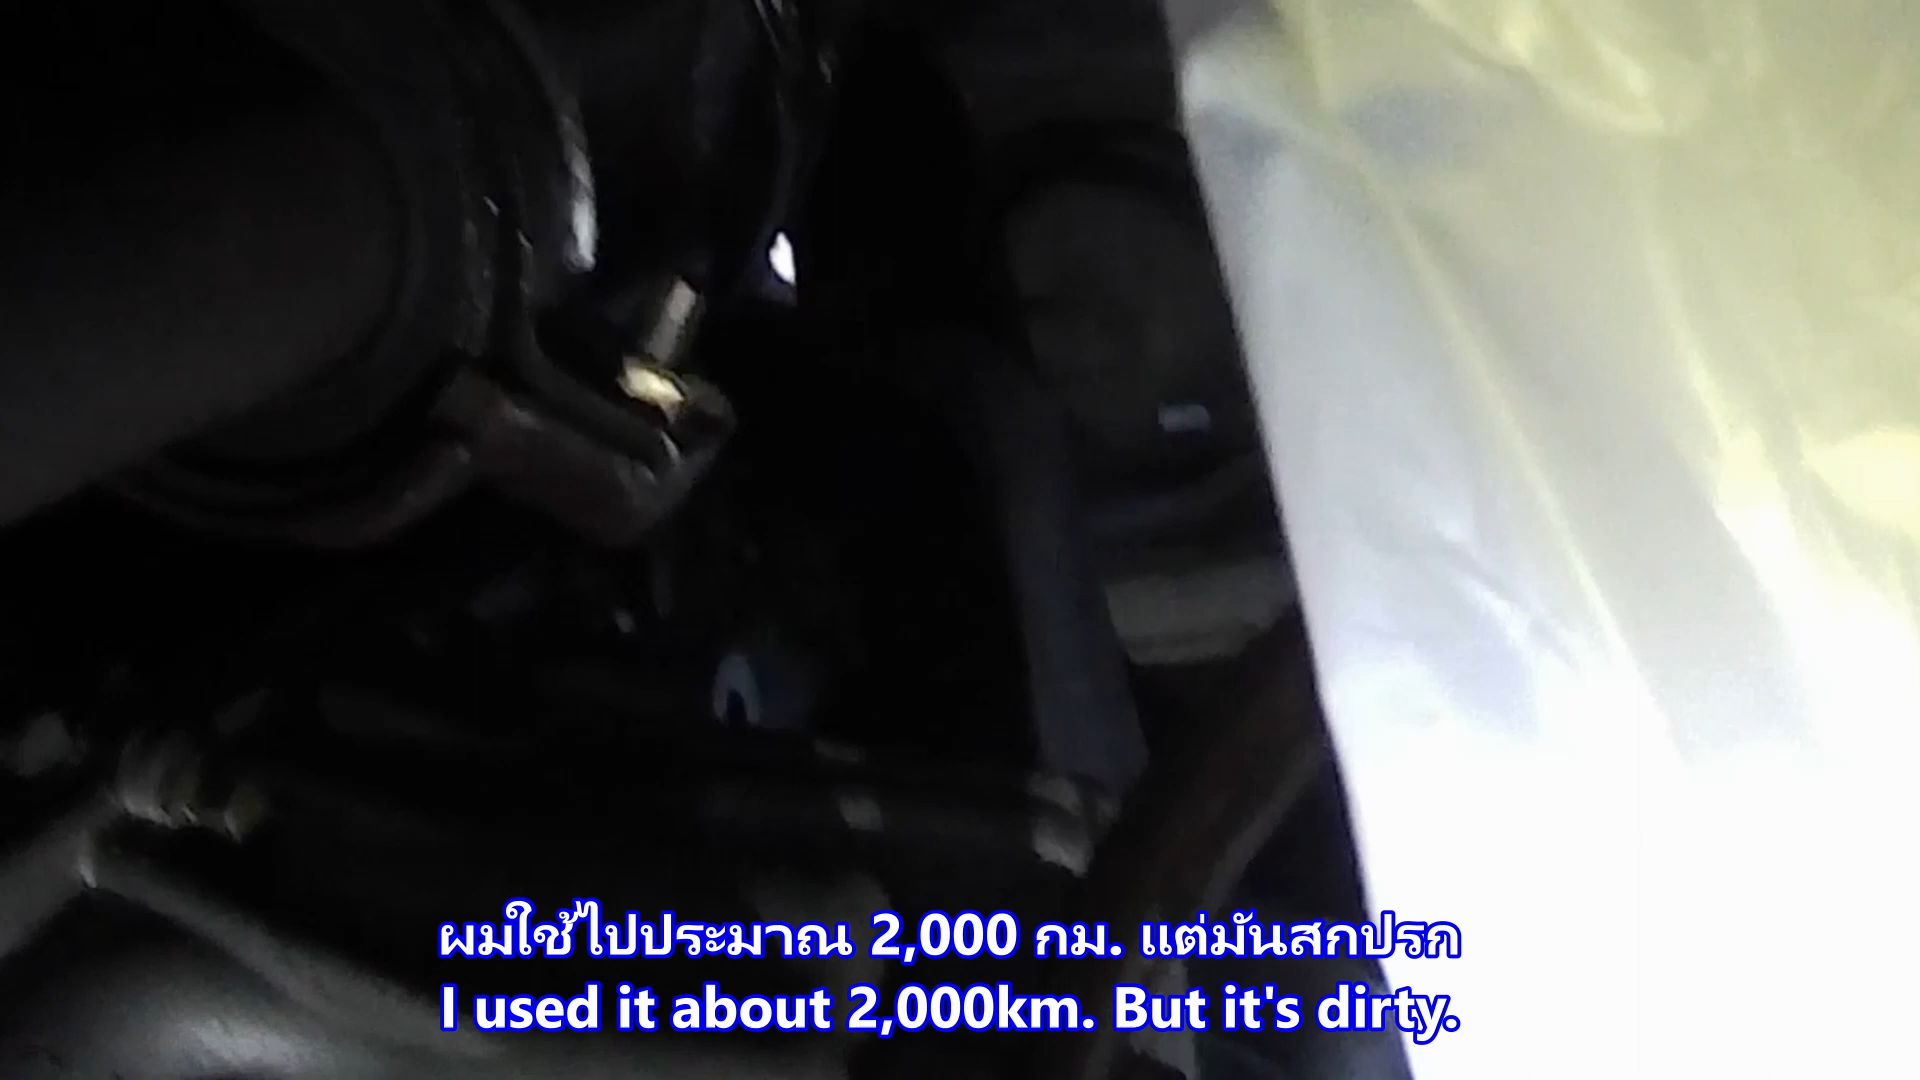 ผมใช้ไปประมาณ 2,000 กม. แต่มันสกปรก
I used it about 2,000km. But it's dirty.